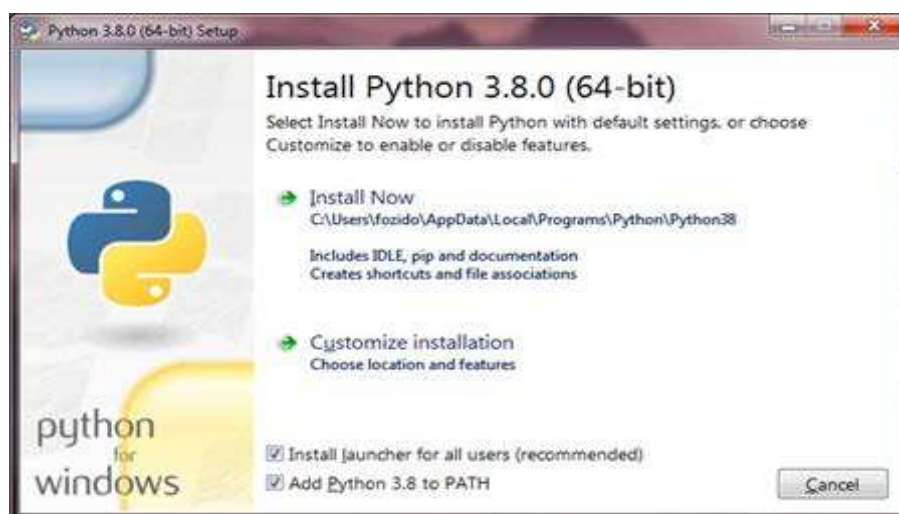 Python 3.8.0 (64-bit) Setup
Install Python 3.8.0 (64-bit)
Select Install Now to install Python with default settings, or choose
Customize to enable or disable features.
Install Now
C:\Users\fozido\AppData\Local\Programs\Python\Python38
Includes IDLE, pip and documentation
Creates shortcuts and file associations
Customize installation
Choose location and features
python
for
windows
Install launcher for all users (recommended)
Add Python 3.8 to PATH
Cancel